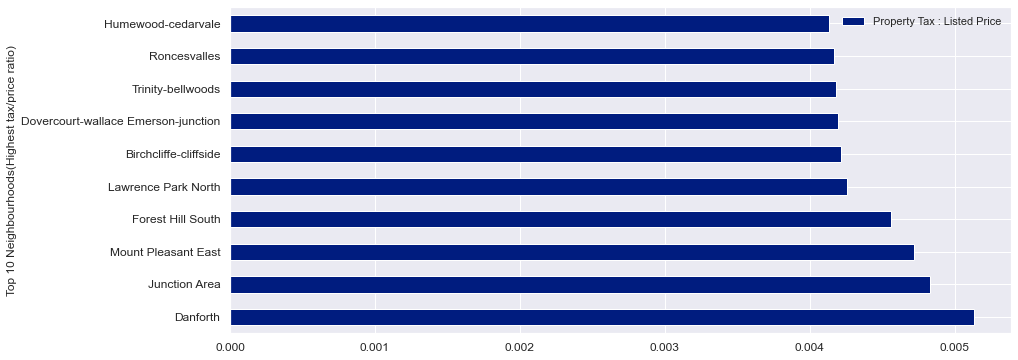 Top 10 Neighbourhoods(Highest tax/price ratio)
Humewood-cedarvale
Roncesvalles
Trinity-bellwoods
Dovercourt-wallace Emerson-junction
Birchcliffe-cliffside
Lawrence Park North
Forest Hill South
Mount Pleasant East
Junction Area
Danforth
Property Tax : Listed Price
0.000 0.001 0.002 0.003 0.004 0.005